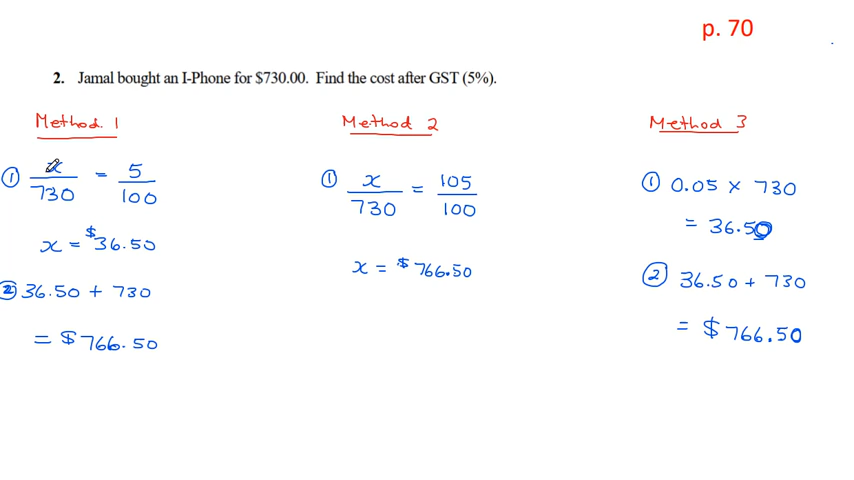 p. 70
2. Jamal bought an I-Phone for $730.00. Find the cost after GST (5%).
Method 1
① x/730 = 5/100
x = $36.50
② 36.50 + 730
= $766.50
Method 2
① x/730 = 105/100
x = $766.50
Method 3
① 0.05 × 730
= 36.50
② 36.50 + 730
= $766.50